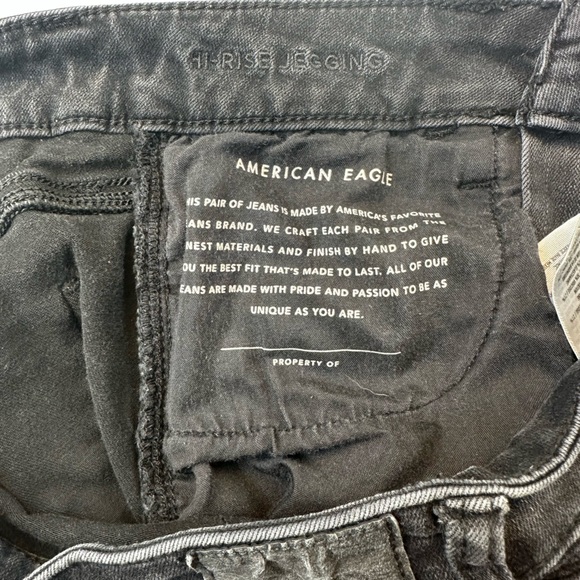 HI-RISE JEGGING
AMERICAN EAGLE
HIS PAIR OF JEANS IS MADE BY AMERICA'S FAVORITE
EANS BRAND. WE CRAFT EACH PAIR FROM THE
NEST MATERIALS AND FINISH BY HAND TO GIVE
OU THE BEST FIT THAT'S MADE TO LAST. ALL OF OUR
EANS ARE MADE WITH PRIDE AND PASSION TO BE AS
UNIQUE AS YOU ARE.
PROPERTY OF